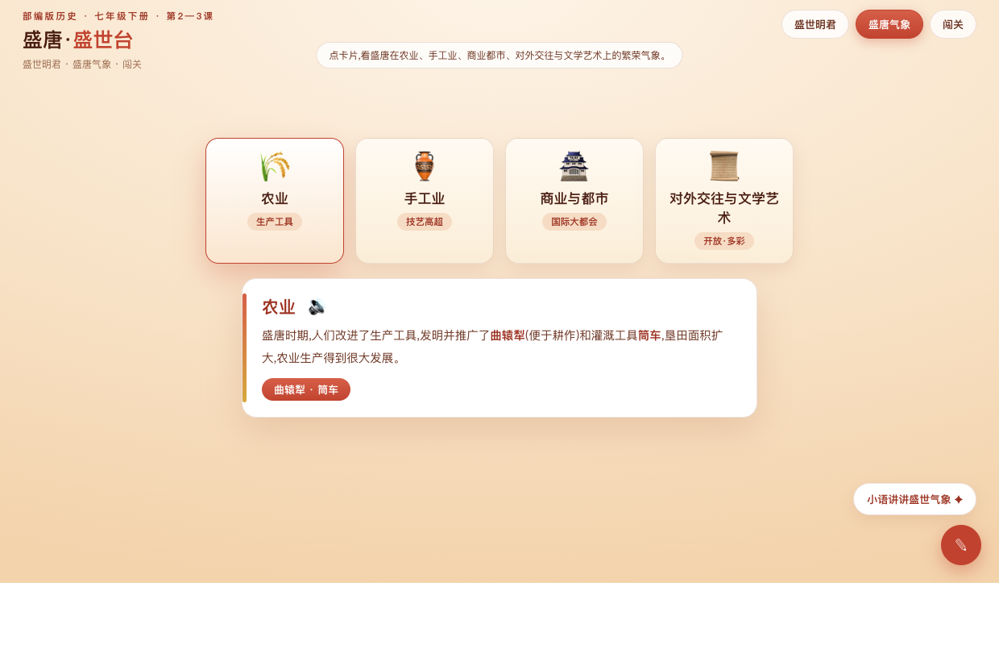 部编版历史 · 七年级下册 · 第2—3课
盛唐·盛世台
盛世明君 · 盛唐气象 · 闯关
盛世明君
盛唐气象
闯关
点卡片,看盛唐在农业、手工业、商业都市、对外交往与文学艺术上的繁荣气象。
农业
生产工具
手工业
技艺高超
商业与都市
国际大都会
对外交往与文学艺
术
开放·多彩
农业
盛唐时期,人们改进了生产工具,发明并推广了曲辕犁(便于耕作)和灌溉工具筒车,垦田面积扩
大,农业生产得到很大发展。
曲辕犁 · 筒车
小语讲讲盛世气象 ✦